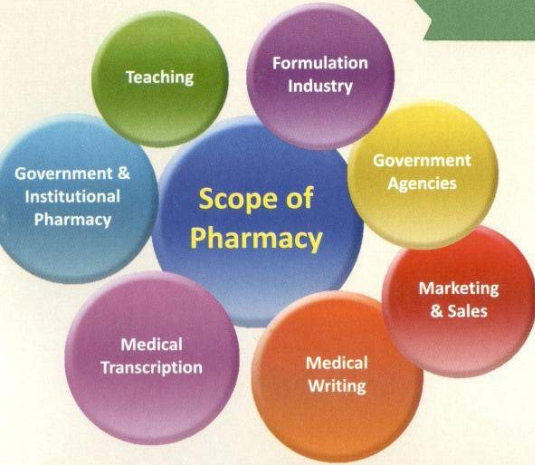 Scope of
Pharmacy
Teaching
Formulation
Industry
Government
Agencies
Marketing
& Sales
Medical
Writing
Medical
Transcription
Government &
Institutional
Pharmacy